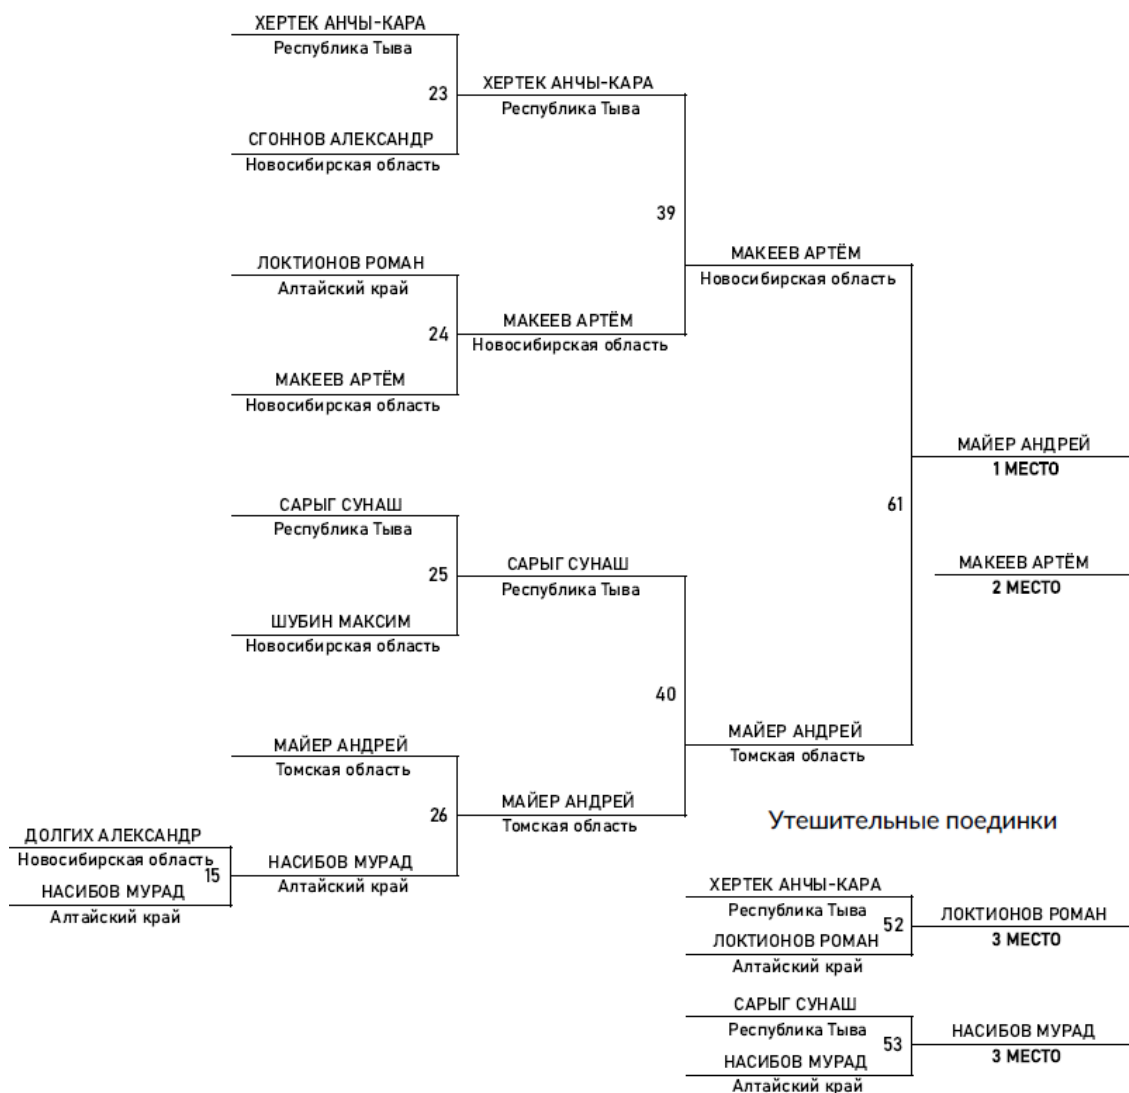 ХЕРТЕК АНЧЫ-КАРА
Республика Тыва
23
ХЕРТЕК АНЧЫ-КАРА
Республика Тыва
СГОННОВ АЛЕКСАНДР
Новосибирская область
39
ЛОКТИОНОВ РОМАН
Алтайский край
МАКЕЕВ АРТЁМ
Новосибирская область
24
МАКЕЕВ АРТЁМ
Новосибирская область
МАКЕЕВ АРТЁМ
Новосибирская область
МАЙЕР АНДРЕЙ
1 МЕСТО
61
САРЫГ СУНАШ
Республика Тыва
25
САРЫГ СУНАШ
Республика Тыва
МАКЕЕВ АРТЁМ
2 МЕСТО
ШУБИН МАКСИМ
Новосибирская область
40
МАЙЕР АНДРЕЙ
Томская область
МАЙЕР АНДРЕЙ
Томская область
26
МАЙЕР АНДРЕЙ
Томская область
ДОЛГИХ АЛЕКСАНДР
Новосибирская область
15
НАСИБОВ МУРАД
Алтайский край
НАСИБОВ МУРАД
Алтайский край
Утешительные поединки
ХЕРТЕК АНЧЫ-КАРА
Республика Тыва
52
ЛОКТИОНОВ РОМАН
3 МЕСТО
ЛОКТИОНОВ РОМАН
Алтайский край
САРЫГ СУНАШ
Республика Тыва
53
НАСИБОВ МУРАД
3 МЕСТО
НАСИБОВ МУРАД
Алтайский край